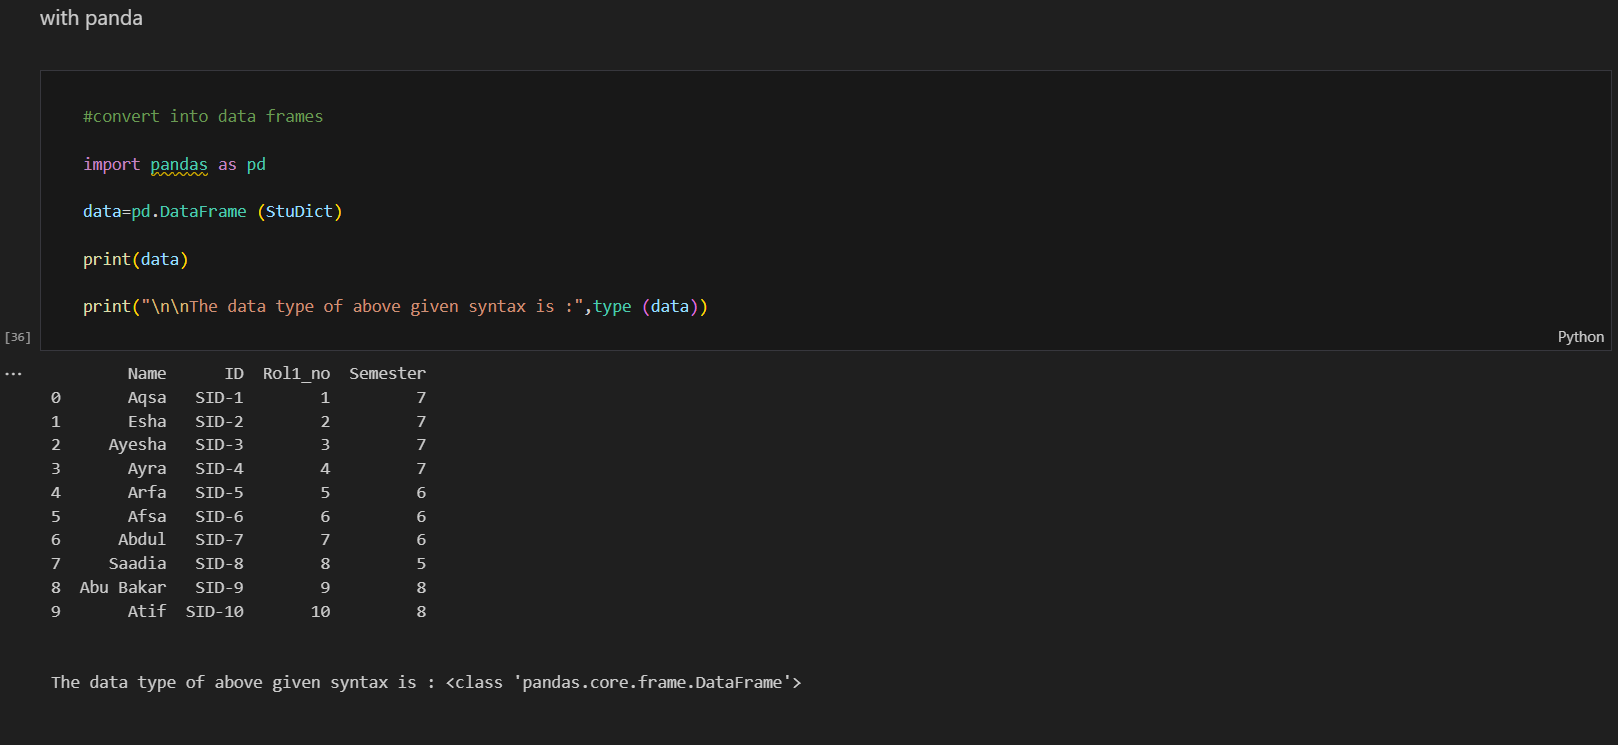 with panda
#convert into data frames
import pandas as pd
data=pd.DataFrame (StuDict)
print(data)
print("\n\nThe data type of above given syntax is :",type (data))
[36]
Python
...
Name ID Rol1_no Semester
0 Aqsa SID-1 1 7
1 Esha SID-2 2 7
2 Ayesha SID-3 3 7
3 Ayra SID-4 4 7
4 Arfa SID-5 5 6
5 Afsa SID-6 6 6
6 Abdul SID-7 7 6
7 Saadia SID-8 8 5
8 Abu Bakar SID-9 9 8
9 Atif SID-10 10 8
The data type of above given syntax is : <class 'pandas.core.frame.DataFrame'>